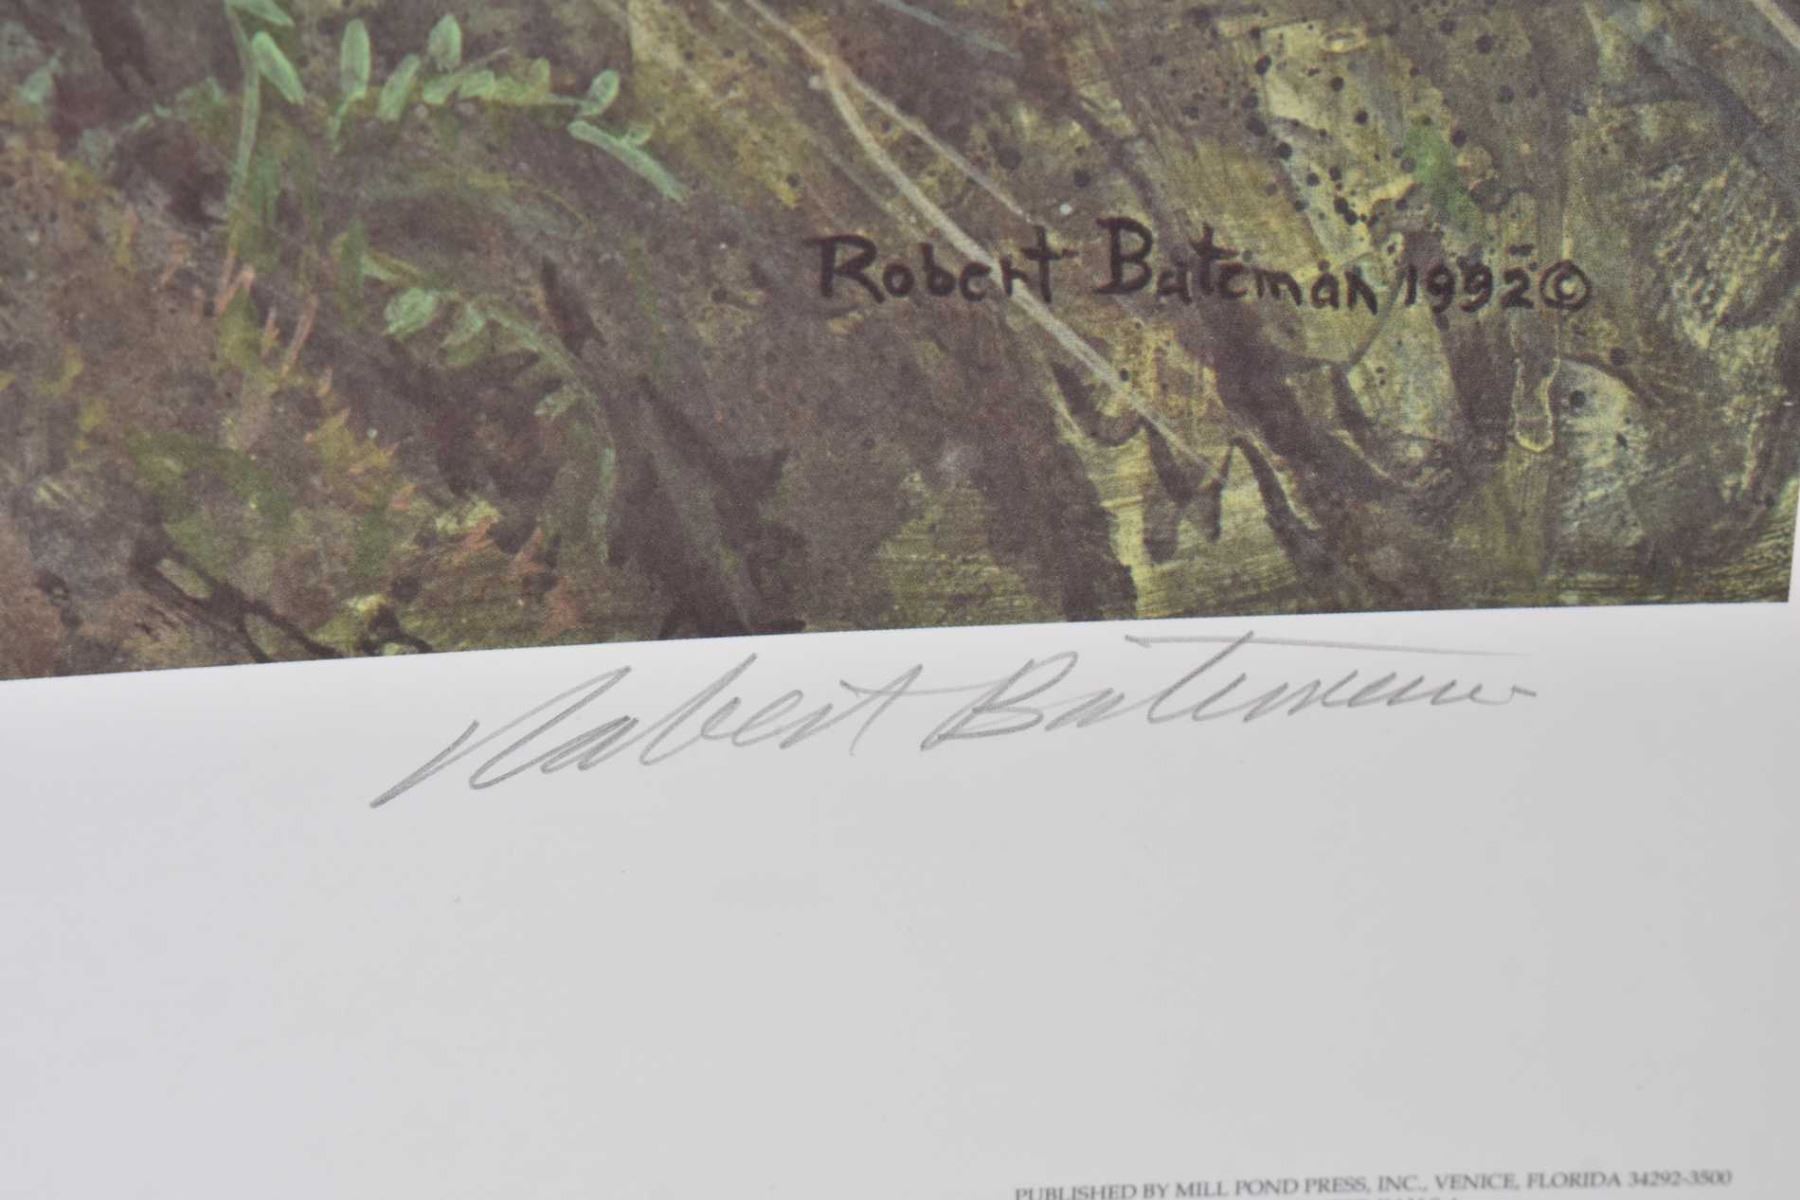 Robert Bateman 1992©
Robert Bateman
PUBLISHED BY MILL POND PRESS, INC., VENICE, FLORIDA 34292-3500